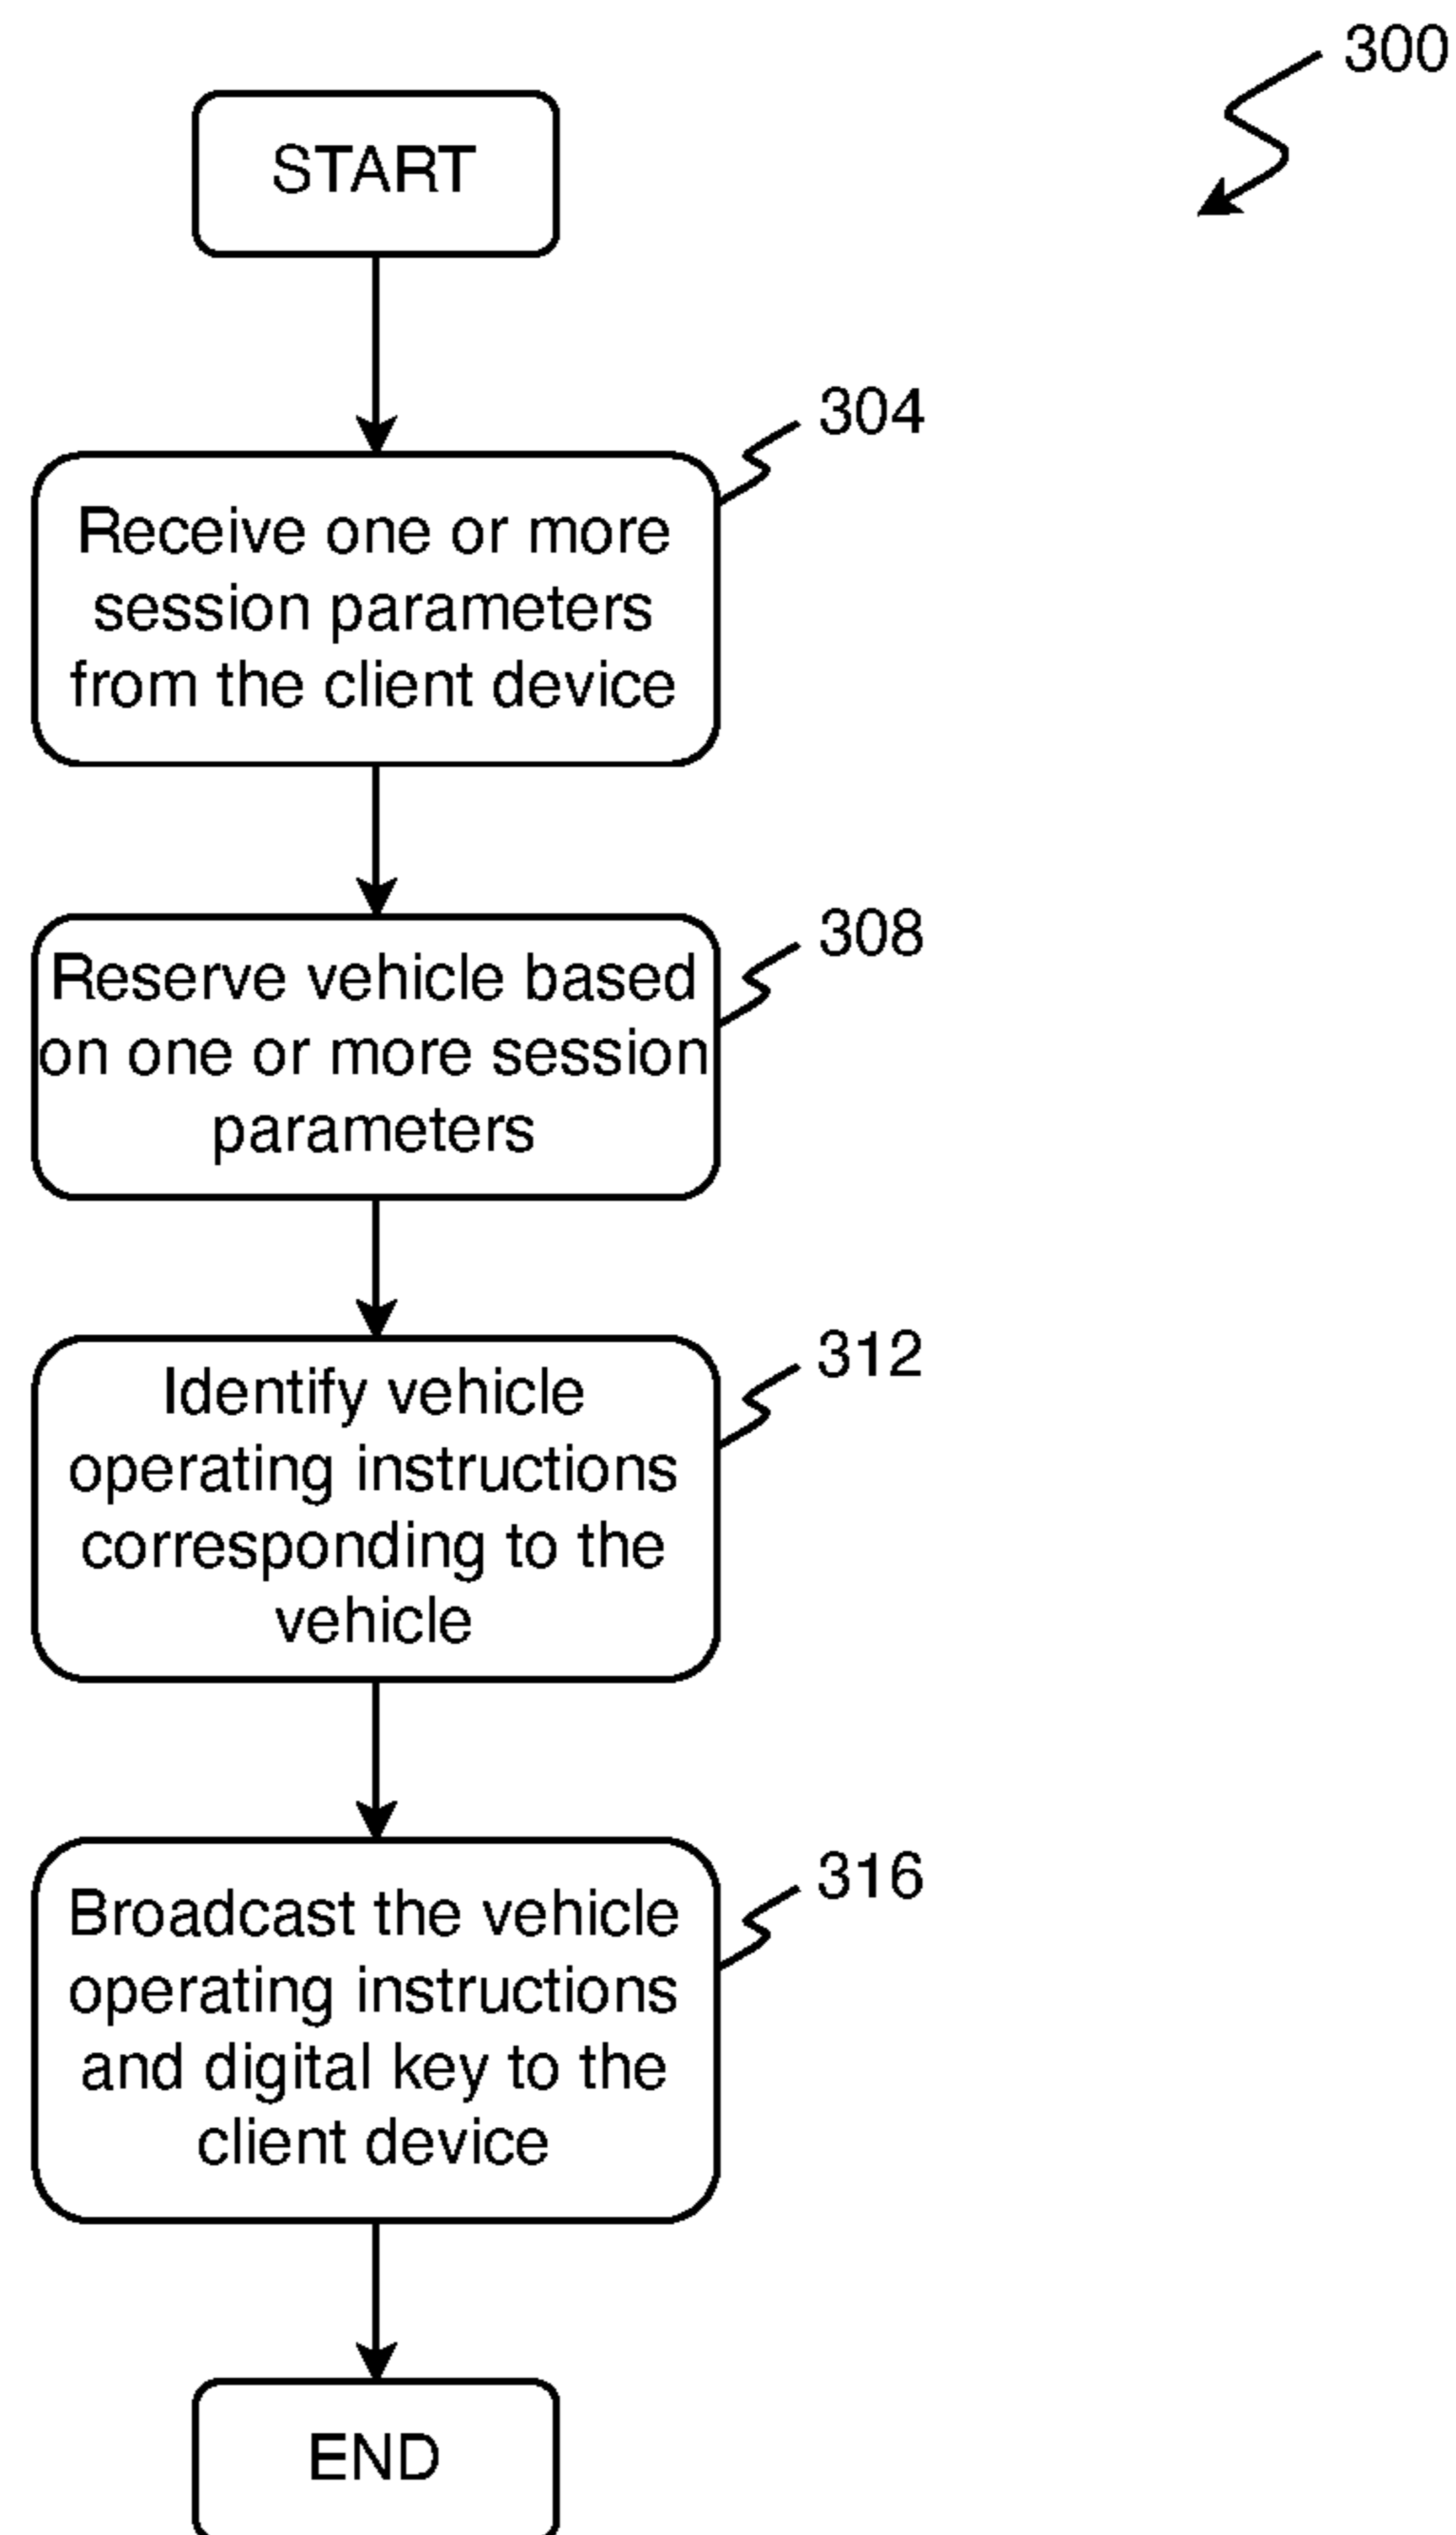 300
START
304
Receive one or more
session parameters
from the client device
308
Reserve vehicle based
on one or more session
parameters
312
Identify vehicle
operating instructions
corresponding to the
vehicle
316
Broadcast the vehicle
operating instructions
and digital key to the
client device
END